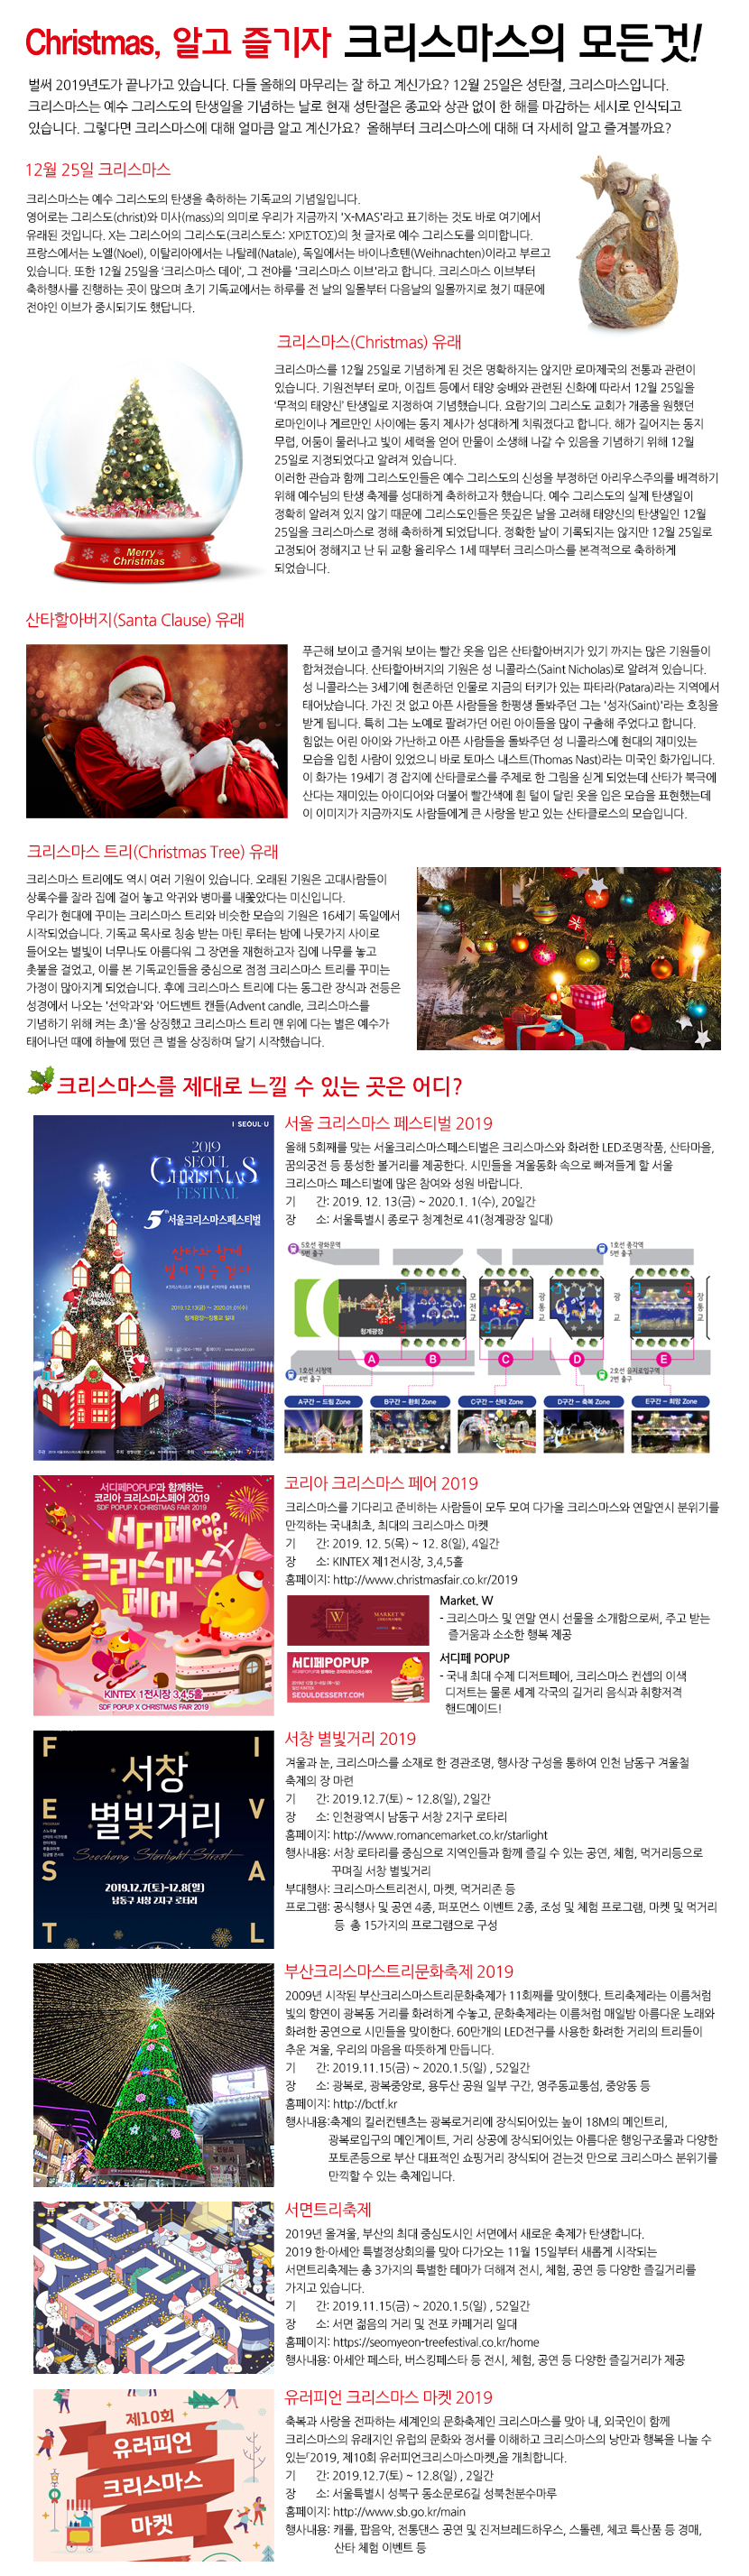 Christmas, 알고 즐기자 크리스마스의 모든것!
벌써 2019년도가 끝나가고 있습니다. 다들 올해의 마무리는 잘 하고 계신가요? 12월 25일은 성탄절, 크리스마스입니다.
크리스마스는 예수 그리스도의 탄생일을 기념하는 날로 현재 성탄절은 종교와 상관 없이 한 해를 마감하는 세시로 인식되고
있습니다. 그렇다면 크리스마스에 대해 얼마큼 알고 계신가요? 올해부터 크리스마스에 대해 더 자세히 알고 즐겨볼까요?
12월 25일 크리스마스
크리스마스는 예수 그리스도의 탄생을 축하하는 기독교의 기념일입니다.
영어로는 그리스도(christ)와 미사(mass)의 의미로 우리가 지금까지 'X-MAS'라고 표기하는 것도 바로 여기에서
유래된 것입니다. X는 그리스어의 그리스도(크리스토스: ΧΡΙΣΤΟΣ)의 첫 글자로 예수 그리스도를 의미합니다.
프랑스에서는 노엘(Noel), 이탈리아에서는 나탈레(Natale), 독일에서는 바이나흐텐(Weihnachten)이라고 부르고
있습니다. 또한 12월 25일을 '크리스마스 데이', 그 전야를 '크리스마스 이브'라고 합니다. 크리스마스 이브부터
축하행사를 진행하는 곳이 많으며 초기 기독교에서는 하루를 전 날의 일몰부터 다음날의 일몰까지로 쳤기 때문에
전야인 이브가 중시되기도 했답니다.
크리스마스(Christmas) 유래
크리스마스를 12월 25일로 기념하게 된 것은 명확하지는 않지만 로마제국의 전통과 관련이
있습니다. 기원전부터 로마, 이집트 등에서 태양 숭배와 관련된 신화에 따라서 12월 25일을
'무적의 태양신' 탄생일로 지정하여 기념했습니다. 요람기의 그리스도 교회가 개종을 원했던
로마인이나 게르만인 사이에는 동지 제사가 성대하게 치뤄졌다고 합니다. 해가 길어지는 동지
무렵, 어둠이 물러나고 빛이 세력을 얻어 만물이 소생해 나갈 수 있음을 기념하기 위해 12월
25일로 지정되었다고 알려져 있습니다.
이러한 관습과 함께 그리스도인들은 예수 그리스도의 신성을 부정하던 아리우스주의를 배격하기
위해 예수님의 탄생 축제를 성대하게 축하하고자 했습니다. 예수 그리스도의 실제 탄생일이
정확히 알려져 있지 않기 때문에 그리스도인들은 뜻깊은 날을 고려해 태양신의 탄생일인 12월
25일을 크리스마스로 정해 축하하게 되었답니다. 정확한 날이 기록되지는 않지만 12월 25일로
고정되어 정해지고 난 뒤 교황 율리우스 1세 때부터 크리스마스를 본격적으로 축하하게
되었습니다.
Merry
Christmas
산타할아버지(Santa Clause) 유래
푸근해 보이고 즐거워 보이는 빨간 옷을 입은 산타할아버지가 있기 까지는 많은 기원들이
합쳐졌습니다. 산타할아버지의 기원은 성 니콜라스(Saint Nicholas)로 알려져 있습니다.
성 니콜라스는 3세기에 현존하던 인물로 지금의 터키가 있는 파타라(Patara)라는 지역에서
태어났습니다. 가진 것 없고 아픈 사람들을 한평생 돌봐주던 그는 '성자(Saint)'라는 호칭을
받게 됩니다. 특히 그는 노예로 팔려가던 어린 아이들을 많이 구출해 주었다고 합니다.
힘없는 어린 아이와 가난하고 아픈 사람들을 돌봐주던 성 니콜라스에 현대의 재미있는
모습을 입힌 사람이 있었으니 바로 토마스 내스트(Thomas Nast)라는 미국인 화가입니다.
이 화가는 19세기 경 잡지에 산타클로스를 주제로 한 그림을 싣게 되었는데 산타가 북극에
산다는 재미있는 아이디어와 더불어 빨간색에 흰 털이 달린 옷을 입은 모습을 표현했는데
이 이미지가 지금까지도 사람들에게 큰 사랑을 받고 있는 산타클로스의 모습입니다.
크리스마스 트리(Christmas Tree) 유래
크리스마스 트리에도 역시 여러 기원이 있습니다. 오래된 기원은 고대사람들이
상록수를 잘라 집에 걸어 놓고 악귀와 병마를 내쫓았다는 미신입니다.
우리가 현대에 꾸미는 크리스마스 트리와 비슷한 모습의 기원은 16세기 독일에서
시작되었습니다. 기독교 목사로 칭송 받는 마틴 루터는 밤에 나뭇가지 사이로
들어오는 별빛이 너무나도 아름다워 그 장면을 재현하고자 집에 나무를 놓고
촛불을 걸었고, 이를 본 기독교인들을 중심으로 점점 크리스마스 트리를 꾸미는
가정이 많아지게 되었습니다. 후에 크리스마스 트리에 다는 동그란 장식과 전등은
성경에서 나오는 '선악과'와 '어드벤트 캔들(Advent candle, 크리스마스를
기념하기 위해 켜는 초)'을 상징했고 크리스마스 트리 맨 위에 다는 별은 예수가
태어나던 때에 하늘에 떴던 큰 별을 상징하며 달기 시작했습니다.
크리스마스를 제대로 느낄 수 있는 곳은 어디?
I·SEOUL·U
2019
SEOUL
CHRISTMAS
FESTIVAL
5th 서울크리스마스페스티벌
산타와 함께
빛의 길을 걷다
2019.12.13(금) ~ 2020.01.01(수)
청계광장~장통교 일대
서울 크리스마스 페스티벌 2019
올해 5회째를 맞는 서울크리스마스페스티벌은 크리스마스와 화려한 LED조명작품, 산타마을,
꿈의궁전 등 풍성한 볼거리를 제공한다. 시민들을 겨울동화 속으로 빠져들게 할 서울
크리스마스 페스티벌에 많은 참여와 성원 바랍니다.
기 간: 2019. 12. 13(금) ~ 2020.1. 1(수), 20일간
장 소: 서울특별시 종로구 청계천로 41(청계광장 일대)
5호선 광화문역
5번 출구
1호선 종각역
5번 출구
청계광장
모전교
광통교
광교
장통교
A
B
C
D
E
1호선 시청역
4번 출구
2호선 을지로입구역
2번 출구
A구간 - 드림 Zone
B구간 - 환희 Zone
C구간 - 산타 Zone
D구간 - 축복 Zone
E구간 - 희망 Zone
서디페POPUP과 함께하는
코리아 크리스마스페어 2019
SDF POPUP X CHRISTMAS FAIR 2019
서디페 POP UP!
X
크리스마스
페어
KINTEX 1전시장 3,4,5홀
SDF POPUP X CHRISTMAS FAIR 2019
코리아 크리스마스 페어 2019
크리스마스를 기다리고 준비하는 사람들이 모두 모여 다가올 크리스마스와 연말연시 분위기를
만끽하는 국내최초, 최대의 크리스마스 마켓
기 간: 2019. 12. 5(목) ~ 12. 8(일), 4일간
장 소: KINTEX 제1전시장, 3,4,5홀
홈페이지: http://www.christmasfair.co.kr/2019
W
MARKET W
Market. W
- 크리스마스 및 연말 연시 선물을 소개함으로써, 주고 받는
즐거움과 소소한 행복 제공
서디페POPUP
SEOULDESSERT.COM
서디페 POPUP
- 국내 최대 수제 디저트페어, 크리스마스 컨셉의 이색
디저트는 물론 세계 각국의 길거리 음식과 취향저격
핸드메이드!
FESTIVAL
서창
별빛거리
Seochang Starlight Street
2019.12.7(토)-12.8(일)
남동구 서창 2지구 로타리
서창 별빛거리 2019
겨울과 눈, 크리스마스를 소재로 한 경관조명, 행사장 구성을 통하여 인천 남동구 겨울철
축제의 장 마련
기 간: 2019.12.7(토) ~ 12.8(일), 2일간
장 소: 인천광역시 남동구 서창 2지구 로타리
홈페이지: http://www.romancemarket.co.kr/starlight
행사내용: 서창 로타리를 중심으로 지역인들과 함께 즐길 수 있는 공연, 체험, 먹거리등으로
꾸며질 서창 별빛거리
부대행사: 크리스마스트리전시, 마켓, 먹거리존 등
프로그램: 공식행사 및 공연 4종, 퍼포먼스 이벤트 2종, 조성 및 체험 프로그램, 마켓 및 먹거리
등 총 15가지의 프로그램으로 구성
부산크리스마스트리문화축제 2019
2009년 시작된 부산크리스마스트리문화축제가 11회째를 맞이했다. 트리축제라는 이름처럼
빛의 향연이 광복동 거리를 화려하게 수놓고, 문화축제라는 이름처럼 매일밤 아름다운 노래와
화려한 공연으로 시민들을 맞이한다. 60만개의 LED전구를 사용한 화려한 거리의 트리들이
추운 겨울, 우리의 마음을 따뜻하게 만듭니다.
기 간: 2019.11.15(금) ~ 2020.1.5(일) , 52일간
장 소: 광복로, 광복중앙로, 용두산 공원 일부 구간, 영주동교통섬, 중앙동 등
홈페이지: http://bctf.kr
행사내용:축제의 킬러컨텐츠는 광복로거리에 장식되어있는 높이 18M의 메인트리,
광복로입구의 메인게이트, 거리 상공에 장식되어있는 아름다운 행잉구조물과 다양한
포토존등으로 부산 대표적인 쇼핑거리 장식되어 걷는것 만으로 크리스마스 분위기를
만끽할 수 있는 축제입니다.
서면트리축제
2019년 올겨울, 부산의 최대 중심도시인 서면에서 새로운 축제가 탄생합니다.
2019 한·아세안 특별정상회의를 맞아 다가오는 11월 15일부터 새롭게 시작되는
서면트리축제는 총 3가지의 특별한 테마가 더해져 전시, 체험, 공연 등 다양한 즐길거리를
가지고 있습니다.
기 간: 2019.11.15(금) ~ 2020.1.5(일) , 52일간
장 소: 서면 젊음의 거리 및 전포 카페거리 일대
홈페이지: https://seomyeon-treefestival.co.kr/home
행사내용: 아세안 페스타, 버스킹페스타 등 전시, 체험, 공연 등 다양한 즐길거리가 제공
제10회
유러피언
크리스마스
마켓
유러피언 크리스마스 마켓 2019
축복과 사랑을 전파하는 세계인의 문화축제인 크리스마스를 맞아 내, 외국인이 함께
크리스마스의 유래지인 유럽의 문화와 정서를 이해하고 크리스마스의 낭만과 행복을 나눌 수
있는「2019, 제10회 유러피언크리스마스마켓」을 개최합니다.
기 간: 2019.12.7(토) ~ 12.8(일) , 2일간
장 소: 서울특별시 성북구 동소문로6길 성북천분수마루
홈페이지: http://www.sb.go.kr/main
행사내용: 캐롤, 팝음악, 전통댄스 공연 및 진저브레드하우스, 스톨렌, 체코 특산품 등 경매,
산타 체험 이벤트 등